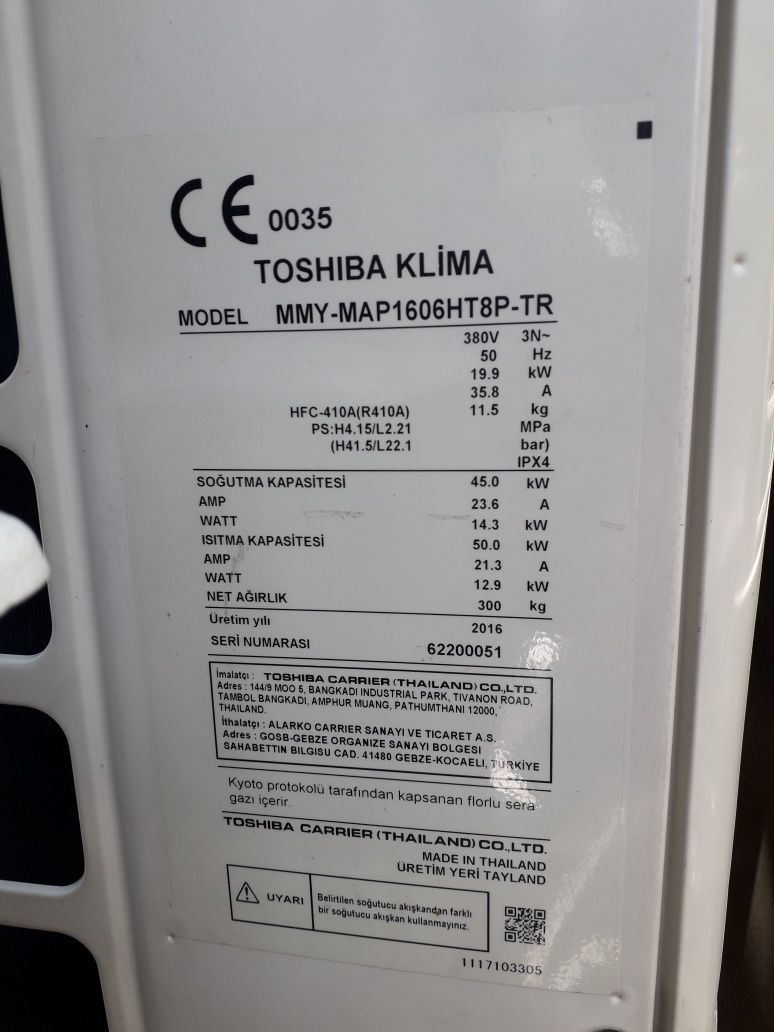 CE 0035
TOSHIBA KLİMA
MODEL MMY-MAP1606HT8P-TR
380V 3N~
50 Hz
19.9 kW
35.8 A
HFC-410A(R410A) 11.5 kg
PS:H4.15/L2.21 MPa
(H41.5/L22.1 bar)
IPX4
SOĞUTMA KAPASİTESİ 45.0 kW
AMP 23.6 A
WATT 14.3 kW
ISITMA KAPASİTESİ 50.0 kW
AMP 21.3 A
WATT 12.9 kW
NET AĞIRLIK 300 kg
Üretim yılı 2016
SERİ NUMARASI 62200051
İmalatçı : TOSHIBA CARRIER (THAILAND) CO.,LTD.
Adres : 144/9 MOO 5, BANGKADI INDUSTRIAL PARK, TIVANON ROAD,
TAMBOL BANGKADI, AMPHUR MUANG, PATHUMTHANI 12000,
THAILAND.
İthalatçı : ALARKO CARRIER SANAYI VE TICARET A.S.
Adres : GOSB-GEBZE ORGANIZE SANAYI BOLGESI
SAHABETTIN BILGISU CAD. 41480 GEBZE-KOCAELI, TURKİYE
Kyoto protokolü tarafından kapsanan florlu sera
gazı içerir.
TOSHIBA CARRIER (THAILAND) CO.,LTD.
MADE IN THAILAND
ÜRETİM YERİ TAYLAND
UYARI
Belirtilen soğutucu akışkandan farklı
bir soğutucu akışkan kullanmayınız.
1117103305